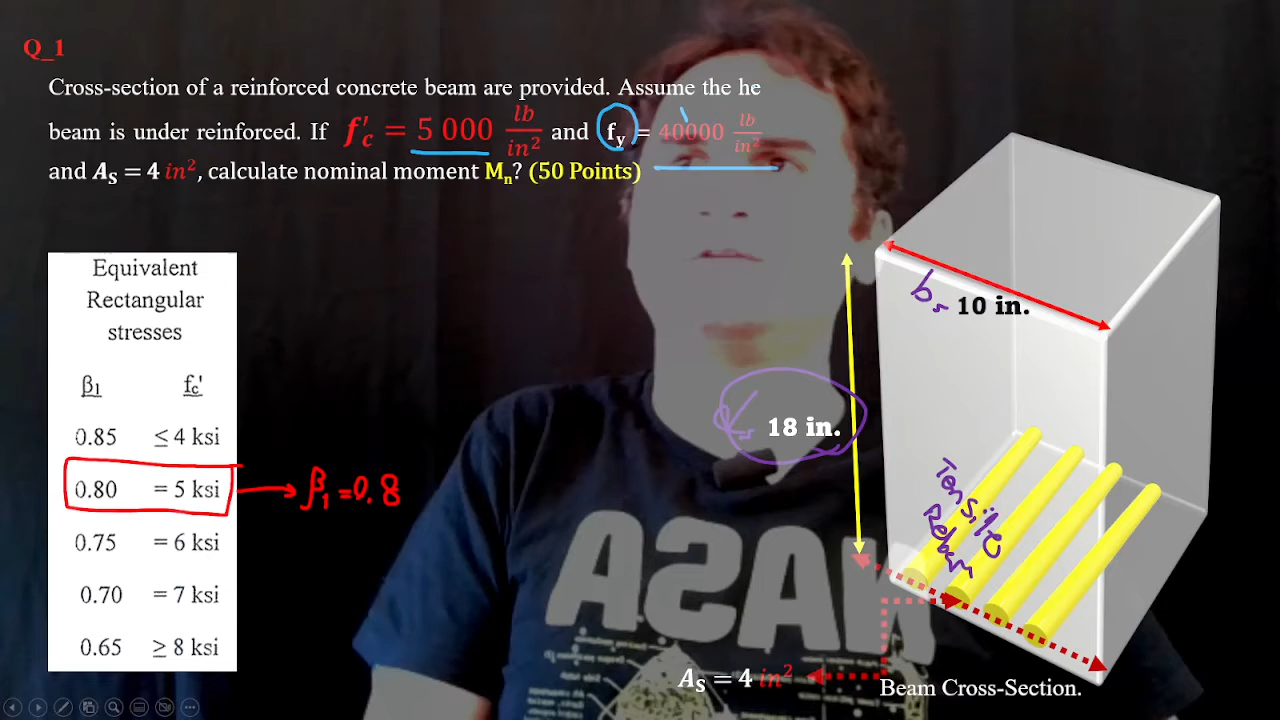 Q_1
Cross-section of a reinforced concrete beam are provided. Assume the he
beam is under reinforced. If f′c = 5 000 lb/in² and fy = 40000 lb/in²
and As = 4 in², calculate nominal moment Mn? (50 Points)
Equivalent
Rectangular
stresses
β1 fc'
0.85 ≤ 4 ksi
0.80 = 5 ksi
β1 = 0.8
0.75 = 6 ksi
0.70 = 7 ksi
0.65 ≥ 8 ksi
b = 10 in.
d = 18 in.
Tensile
Rebar
NASA
As = 4 in²
Beam Cross-Section.